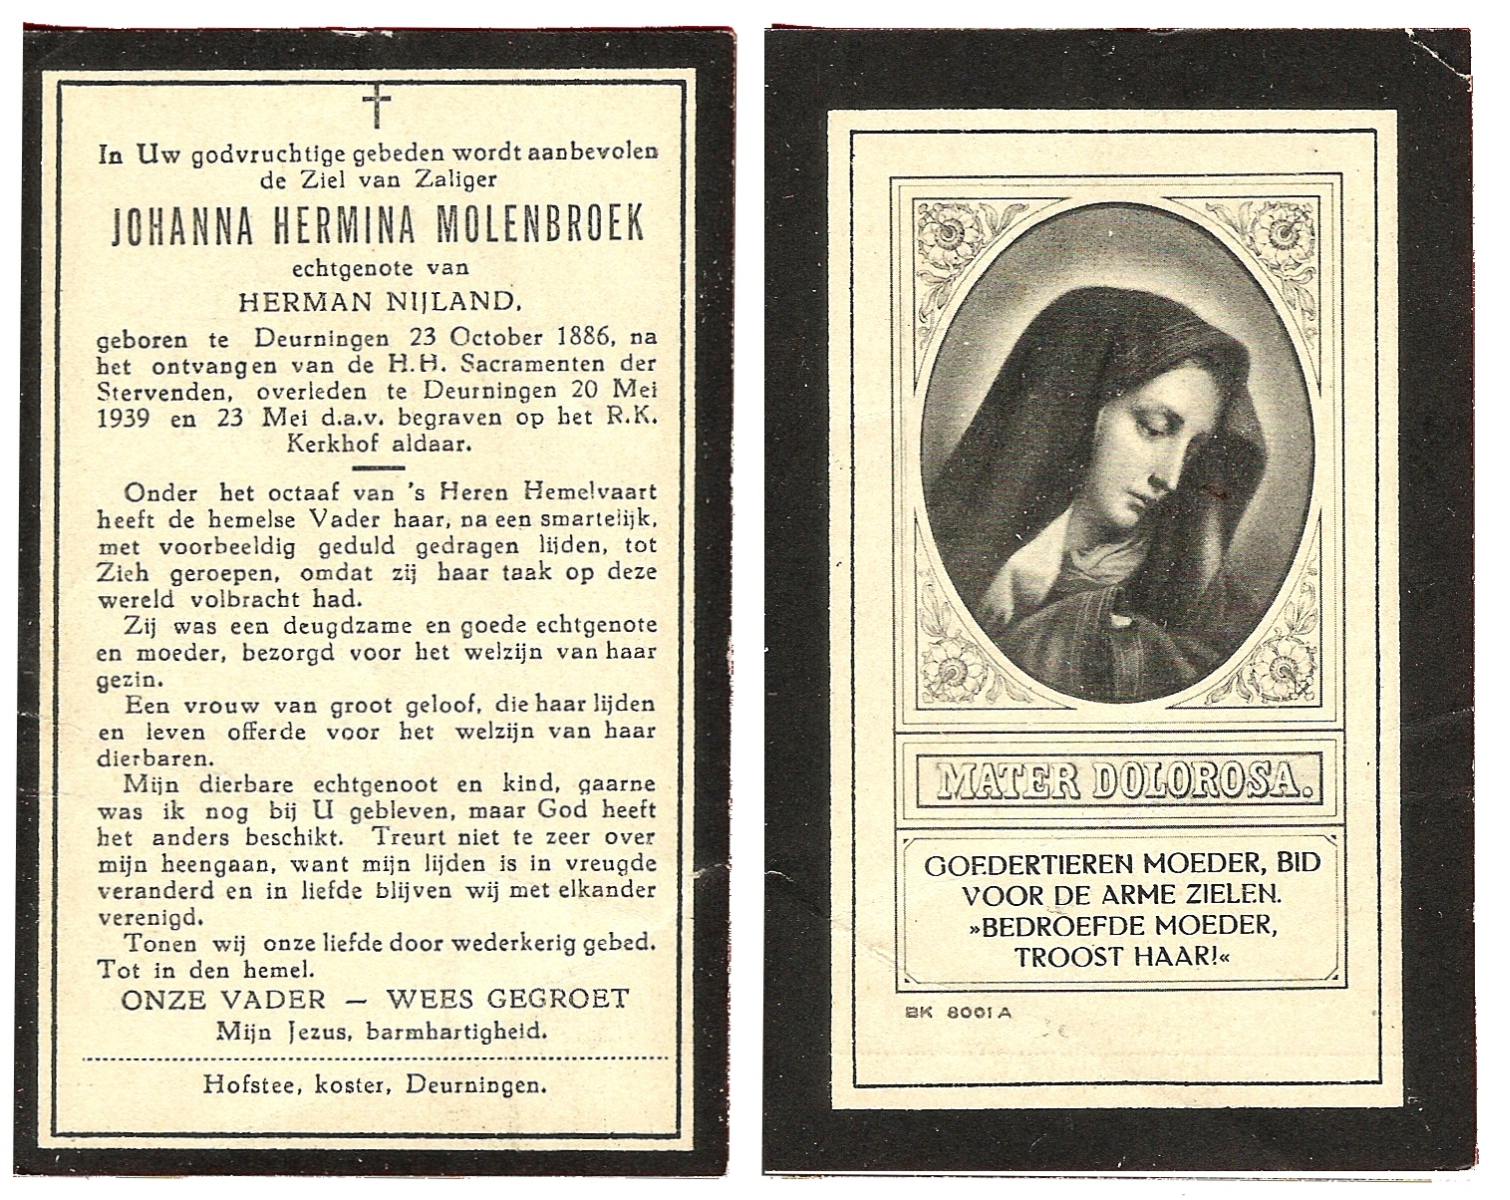 In Uw godvruchtige gebeden wordt aanbevolen
de Ziel van Zaliger
JOHANNA HERMINA MOLENBROEK
echtgenote van
HERMAN NIJLAND,
geboren te Deurningen 23 October 1886, na
het ontvangen van de H.H. Sacramenten der
Stervenden, overleden te Deurningen 20 Mei
1939 en 23 Mei d.a.v. begraven op het R.K.
Kerkhof aldaar.
Onder het octaaf van 's Heren Hemelvaart
heeft de hemelse Vader haar, na een smartelijk,
met voorbeeldig geduld gedragen lijden, tot
Zieh geroepen, omdat zij haar taak op deze
wereld volbracht had.
Zij was een deugdzame en goede echtgenote
en moeder, bezorgd voor het welzijn van haar
gezin.
Een vrouw van groot geloof, die haar lijden
en leven offerde voor het welzijn van haar
dierbaren.
Mijn dierbare echtgenoot en kind, gaarne
was ik nog bij U gebleven, maar God heeft
het anders beschikt. Treurt niet te zeer over
mijn heengaan, want mijn lijden is in vreugde
veranderd en in liefde blijven wij met elkander
verenigd.
Tonen wij onze liefde door wederkerig gebed.
Tot in den hemel.
ONZE VADER — WEES GEGROET
Mijn Jezus, barmhartigheid.
Hofstee, koster, Deurningen.
MATER DOLOROSA.
GOEDERTIEREN MOEDER, BID
VOOR DE ARME ZIELEN.
»BEDROEFDE MOEDER,
TROOST HAAR!«
BK 8001 A